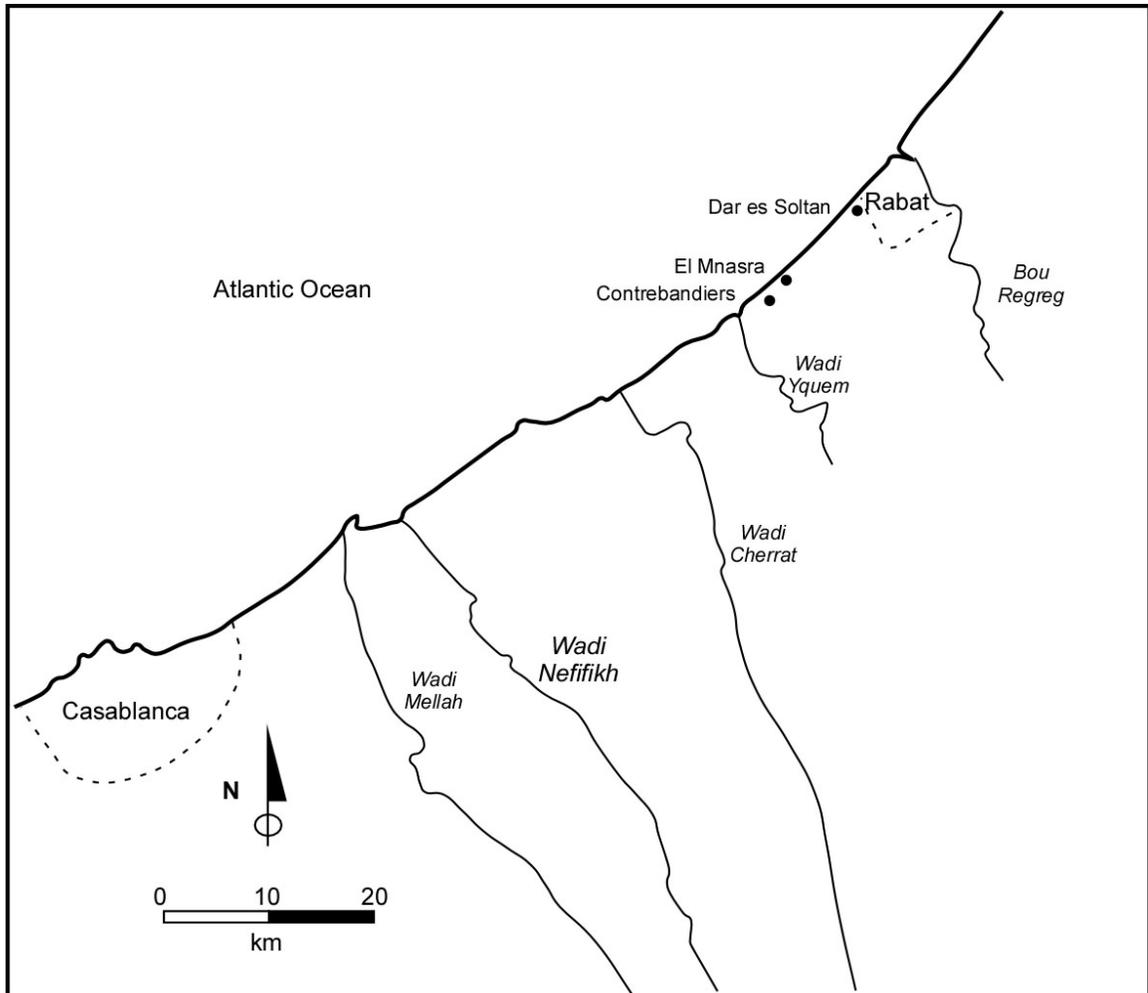 Dar es Soltan
Rabat
El Mnasra
Contrebandiers
Atlantic Ocean
Bou
Regreg
Wadi
Yquem
Wadi
Cherrat
Wadi
Nefifikh
Wadi
Mellah
Casablanca
N
0 10 20
km